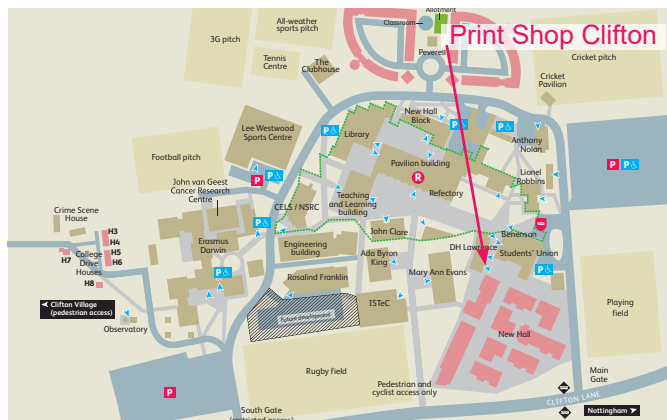 Allotment
Classroom
Print Shop Clifton
Peverell
All-weather
sports pitch
3G pitch
Tennis
Centre
The
Clubhouse
Cricket pitch
Cricket
Pavilion
New Hall
Block
Library
Lee Westwood
Sports Centre
P
P
P
Anthony
Nolan
Football pitch
Pavilion building
P
P
P
P
P
R
Lionel
Robbins
John van Geest
Cancer Research
Centre
Teaching
and Learning
building
Refectory
CELS / NSRC
Crime Scene
House
P
H3
H4
H5
H6
H7
College
Drive
Houses
H8
Erasmus
Darwin
Engineering
building
John Clare
Benenson
DH Lawrence
Students' Union
Ada Byron
King
P
P
Rosalind Franklin
Mary Ann Evans
Clifton Village
(pedestrian access)
Observatory
Future development
ISTeC
New Hall
Playing
field
Rugby field
Main
Gate
P
Pedestrian and
cyclist access only
South Gate
(restricted access)
CLIFTON LANE
Nottingham